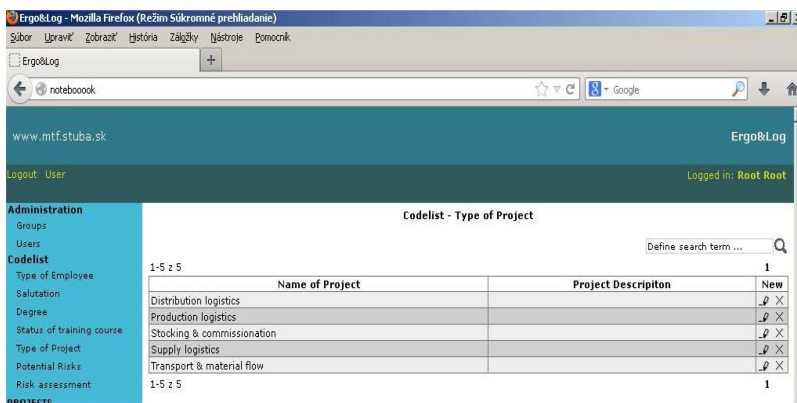 Ergo&Log - Mozilla Firefox (Režim Súkromné prehliadanie)
Súbor Upraviť Zobraziť História Záložky Nástroje Pomocník
Ergo&Log +
notebooook Google
www.mtf.stuba.sk Ergo&Log
Logout User Logged in: Root Root
Administration
Groups
Users
Codelist
Type of Employee
Salutation
Degree
Status of training course
Type of Project
Potential Risks
Risk assessment
PROJECTS
Codelist - Type of Project
Define search term ...
1-5 z 5 1
Name of Project Project Descripiton New
Distribution logistics
Production logistics
Stocking & commissionation
Supply logistics
Transport & material flow
1-5 z 5 1